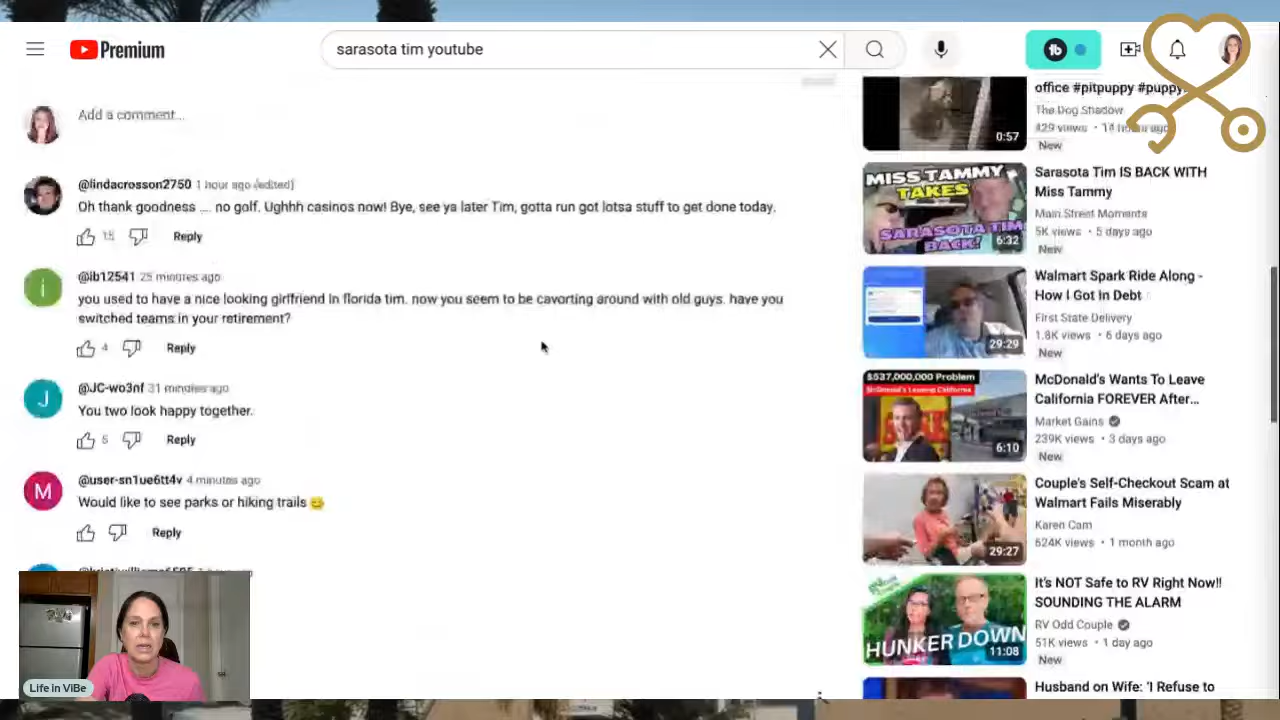 Premium
sarasota tim youtube
Add a comment...
@lindacrosson2750 1 hour ago (edited)
Oh thank goodness .... no golf. Ughhh casinos now! Bye, see ya later Tim, gotta run got lotsa stuff to get done today.
15
Reply
@ib12541 25 minutes ago
you used to have a nice looking girlfriend in florida tim. now you seem to be cavorting around with old guys. have you
switched teams in your retirement?
4
Reply
@JC-wo3nf 31 minutes ago
You two look happy together.
5
Reply
@user-sn1ue6tt4v 4 minutes ago
Would like to see parks or hiking trails
Reply
Life in ViBe
office #pitpuppy #puppy
The Dog Shadow
429 views • 14 hours ago
New
0:57
MISS TAMMY
TAKES
SARASOTA TIM
BACK!
6:32
Sarasota Tim IS BACK WITH
Miss Tammy
Main Street Moments
5K views • 5 days ago
New
29:29
Walmart Spark Ride Along -
How I Got In Debt
First State Delivery
1.8K views • 6 days ago
New
$537,000,000 Problem
McDonald's Leaving California
6:10
McDonald's Wants To Leave
California FOREVER After...
Market Gains
239K views • 3 days ago
New
29:27
Couple's Self-Checkout Scam at
Walmart Fails Miserably
Karen Cam
624K views • 1 month ago
HUNKER DOWN
11:08
It's NOT Safe to RV Right Now!!
SOUNDING THE ALARM
RV Odd Couple
51K views • 1 day ago
New
Husband on Wife: 'I Refuse to